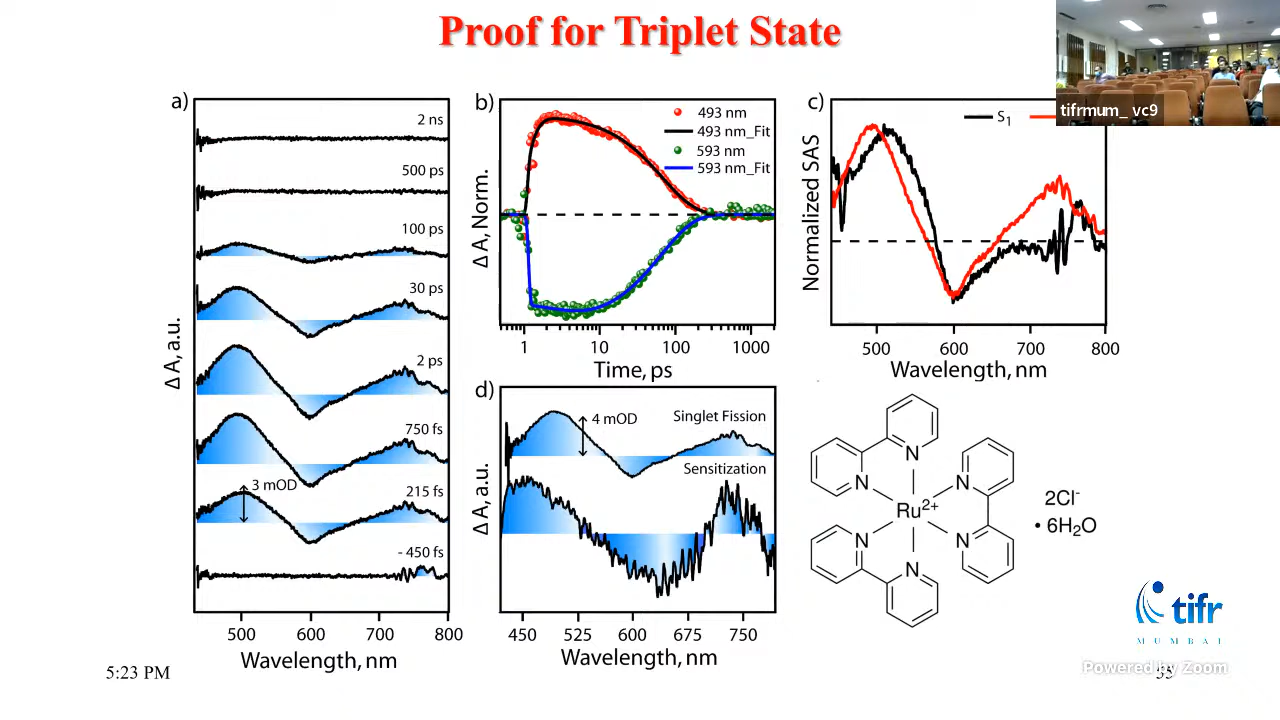 Proof for Triplet State
tifrmum_ vc9
a)
2 ns
500 ps
100 ps
30 ps
2 ps
750 fs
3 mOD
215 fs
- 450 fs
Δ A, a.u.
500 600 700 800
Wavelength, nm
b)
493 nm
493 nm_Fit
593 nm
593 nm_Fit
Δ A, Norm.
1 10 100 1000
Time, ps
c)
S1
Normalized SAS
500 600 700 800
Wavelength, nm
d)
4 mOD
Singlet Fission
Sensitization
Δ A, a.u.
450 525 600 675 750
Wavelength, nm
N
N
N
Ru2+
N
N
N
2Cl-
• 6H2O
tifr
MUMBAI
5:23 PM
Powered by Zoom